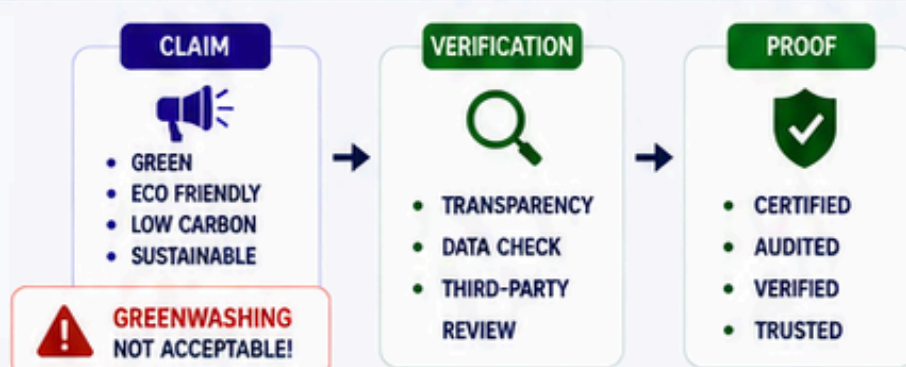 CLAIM
GREEN
ECO FRIENDLY
LOW CARBON
SUSTAINABLE
GREENWASHING
NOT ACCEPTABLE!
VERIFICATION
TRANSPARENCY
DATA CHECK
THIRD-PARTY
REVIEW
PROOF
CERTIFIED
AUDITED
VERIFIED
TRUSTED